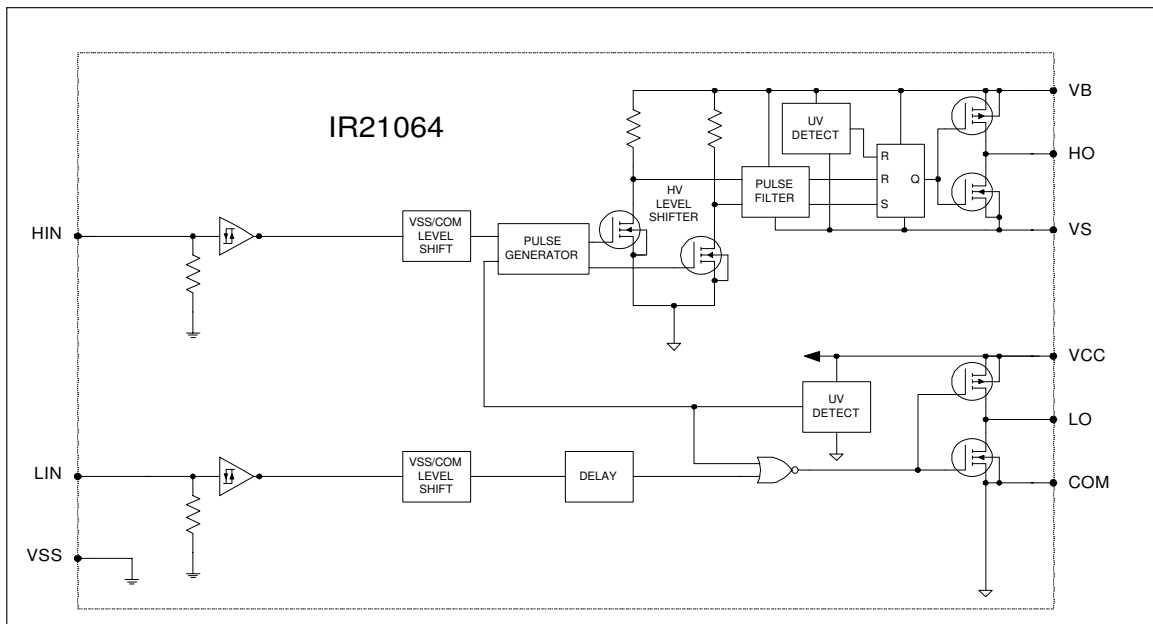 IR21064
VB
UV
DETECT
R
R
S
Q
HO
PULSE
FILTER
HV
LEVEL
SHIFTER
HIN
VSS/COM
LEVEL
SHIFT
PULSE
GENERATOR
VS
VCC
UV
DETECT
LO
LIN
VSS/COM
LEVEL
SHIFT
DELAY
COM
VSS